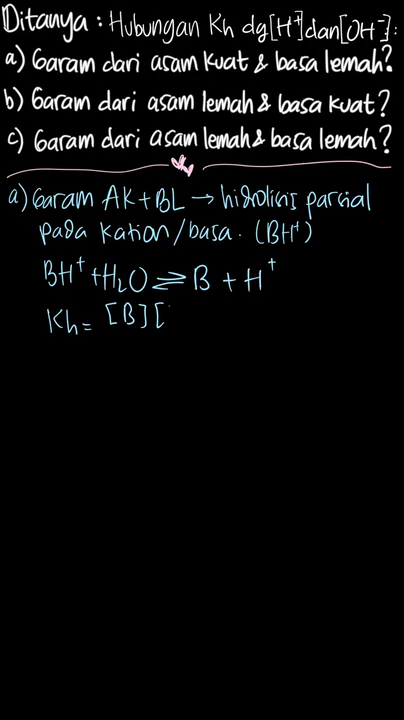 Ditanya : Hubungan Kh dg [H⁺] dan [OH⁻] :
a) Garam dari asam kuat & basa lemah?
b) Garam dari asam lemah & basa kuat?
c) Garam dari asam lemah & basa lemah?
a) Garam AK + BL → hidrolisis parsial
pada kation / basa. (BH⁺)
BH⁺ + H₂O ⇌ B + H⁺
Kh = [B] [